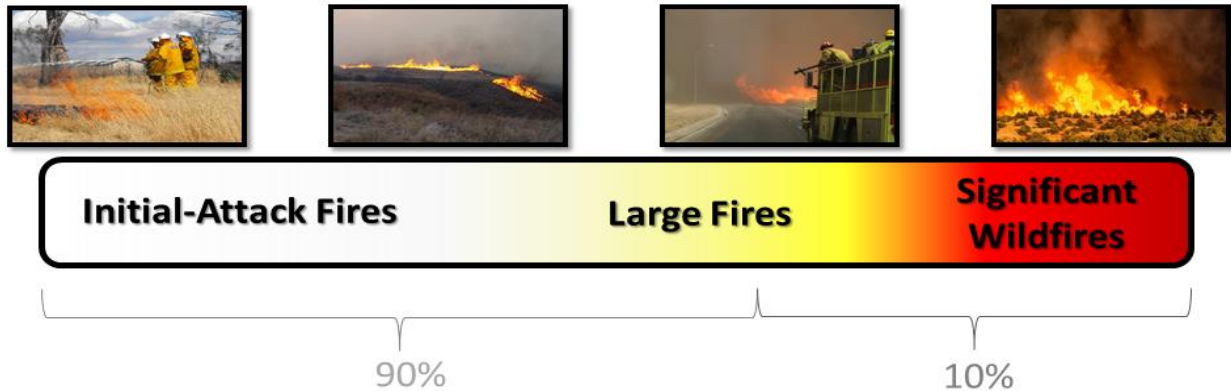 Initial-Attack Fires
Large Fires
Significant
Wildfires
90%
10%